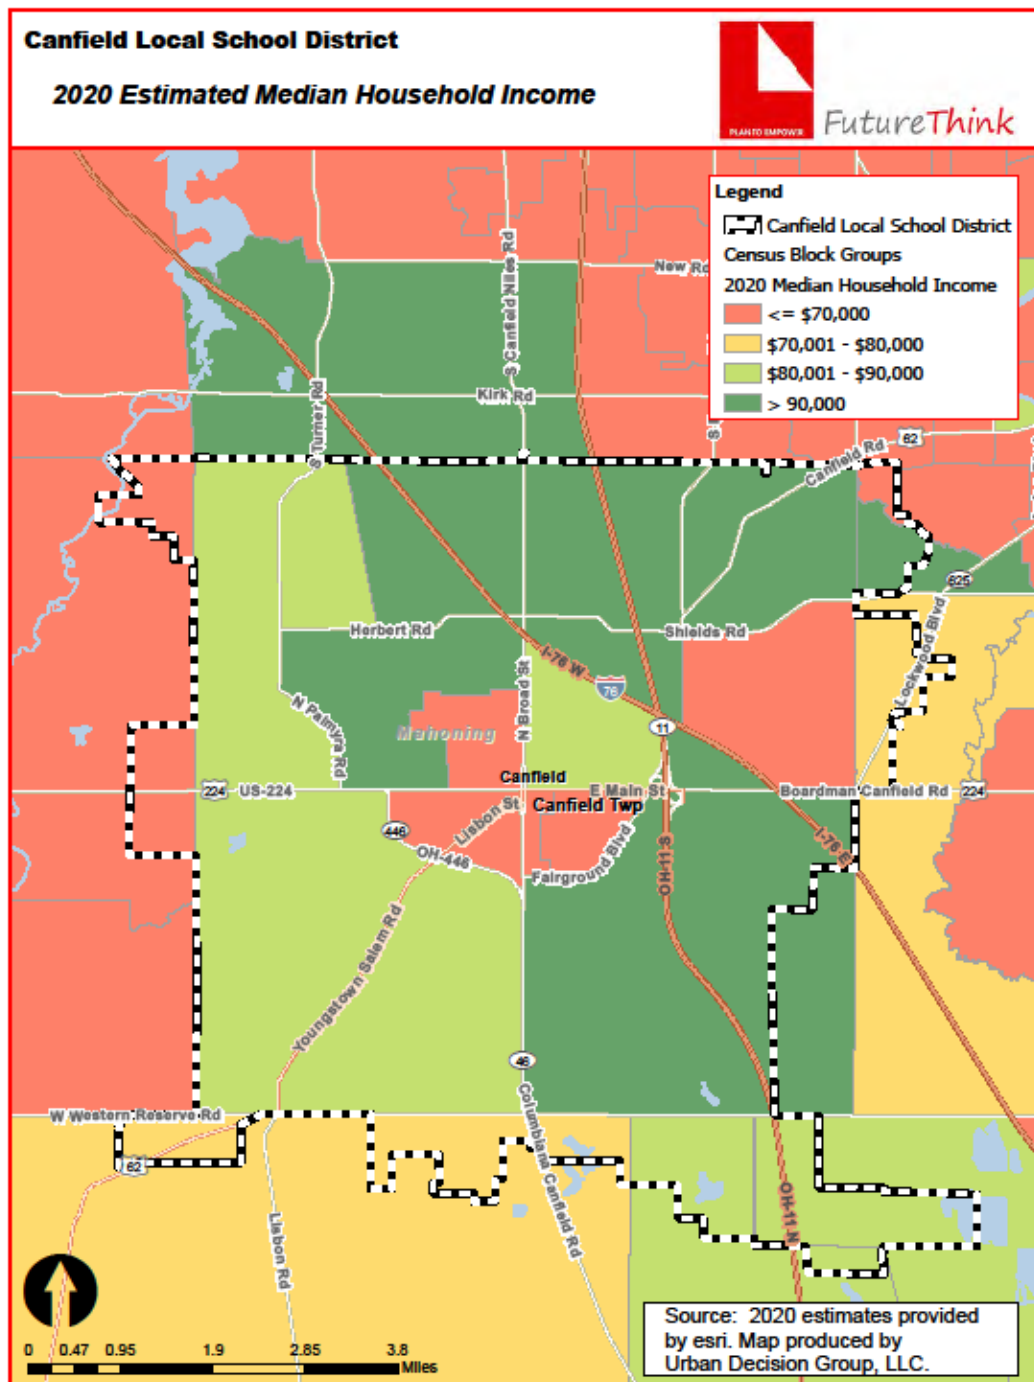 Canfield Local School District
2020 Estimated Median Household Income
PLAN TO EMPOWER
FutureThink
Legend
Canfield Local School District
Census Block Groups
2020 Median Household Income
<= $70,000
$70,001 - $80,000
$80,001 - $90,000
> 90,000
New Rd
S Canfield Niles Rd
S Turner Rd
Kirk Rd
62
Canfield Rd
625
Herbert Rd
Shields Rd
Lockwood Blvd
I-76 W
76
N Broad St
N Palmyra Rd
Mahoning
11
Canfield
224
US-224
E Main St
Boardman Canfield Rd
224
Canfield Twp
Lisbon St
446
OH-446
Fairground Blvd
OH-11 S
I-76 E
Youngstown Salem Rd
46
W Western Reserve Rd
Columbiana Canfield Rd
62
Lisbon Rd
OH-11 N
0 0.47 0.95 1.9 2.85 3.8
Miles
Source: 2020 estimates provided
by esri. Map produced by
Urban Decision Group, LLC.